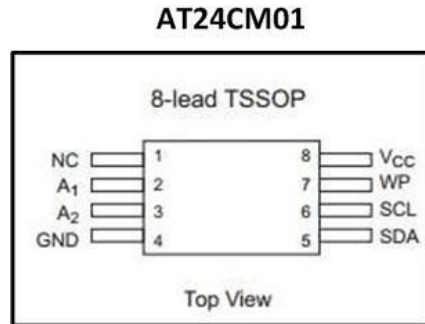 AT24CM01
8-lead TSSOP
NC 1 8 VCC
A1 2 7 WP
A2 3 6 SCL
GND 4 5 SDA
Top View